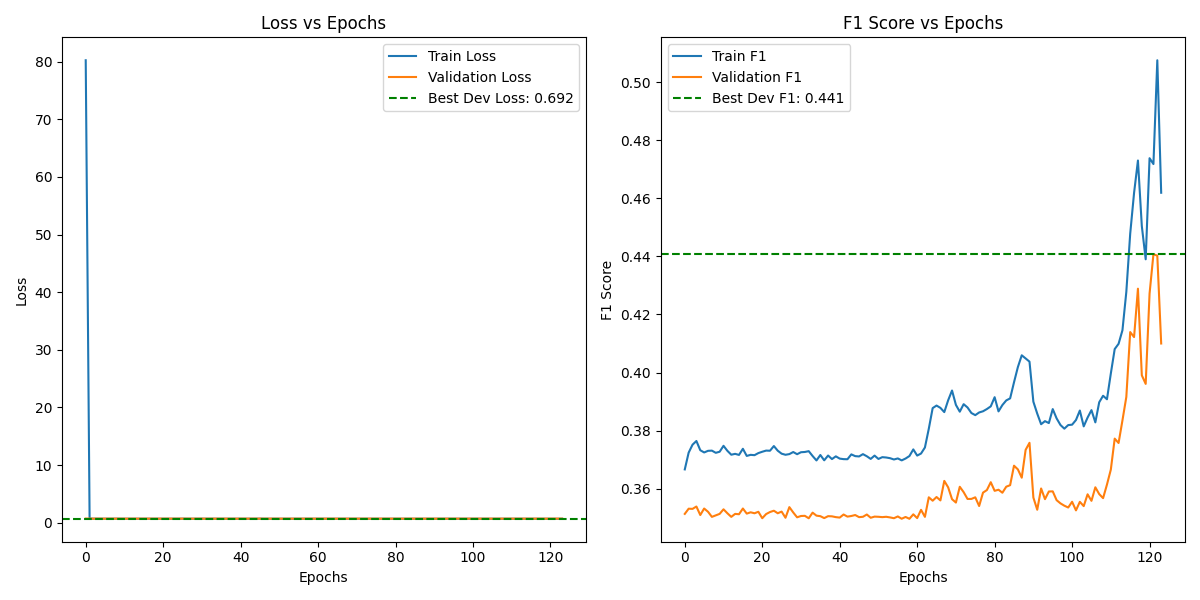 Loss vs Epochs
Train Loss
Validation Loss
Best Dev Loss: 0.692
80
70
60
50
40
30
20
10
0
Loss
0
20
40
60
80
100
120
Epochs
F1 Score vs Epochs
Train F1
Validation F1
Best Dev F1: 0.441
0.50
0.48
0.46
0.44
0.42
0.40
0.38
0.36
F1 Score
0
20
40
60
80
100
120
Epochs